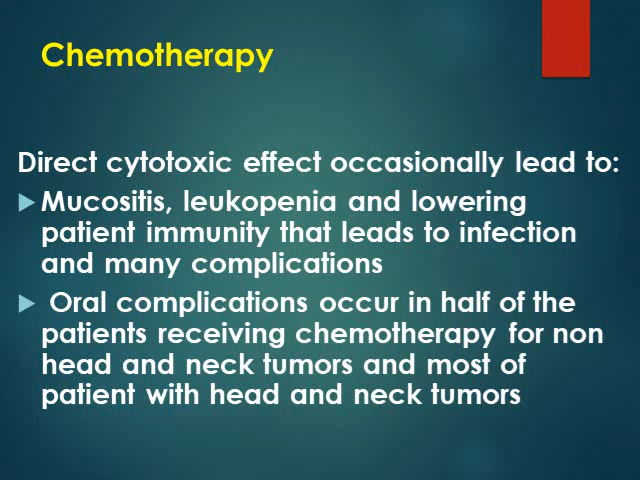 Chemotherapy
Direct cytotoxic effect occasionally lead to:
Mucositis, leukopenia and lowering
patient immunity that leads to infection
and many complications
Oral complications occur in half of the
patients receiving chemotherapy for non
head and neck tumors and most of
patient with head and neck tumors